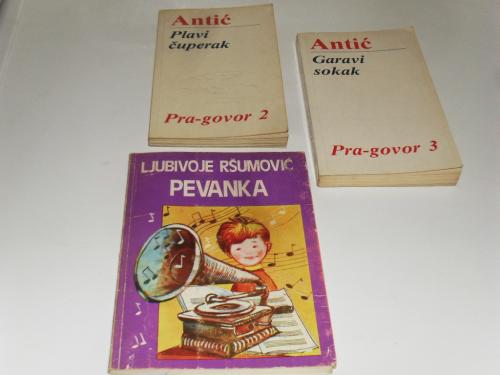 Antić
Plavi
čuperak
Pra-govor 2
Antić
Garavi
sokak
Pra-govor 3
LJUBIVOJE RŠUMOVIĆ
PEVANKA